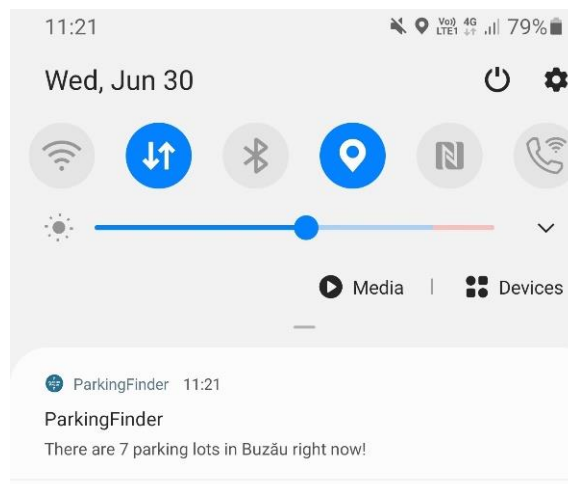 11:21 Vo)) LTE1 4G 79%
Wed, Jun 30
Media | Devices
ParkingFinder 11:21
ParkingFinder
There are 7 parking lots in Buzău right now!